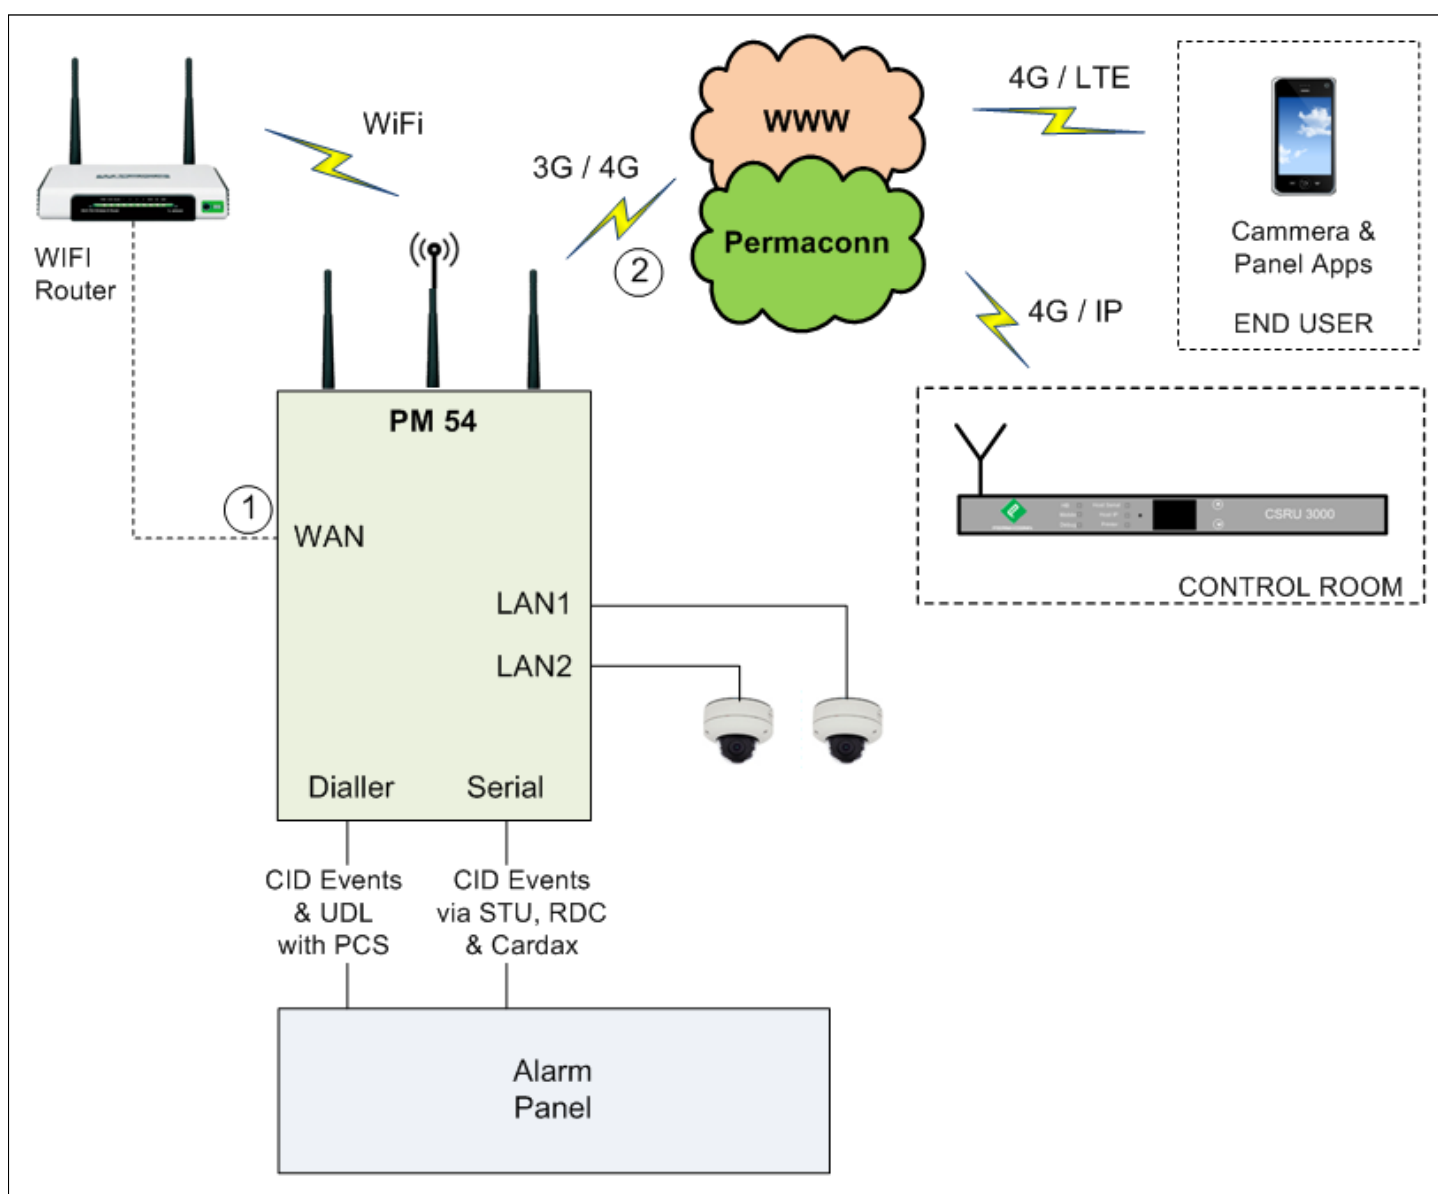 WiFi
WIFI
Router
3G / 4G
2
WWW
Permaconn
4G / LTE
4G / IP
Cammera &
Panel Apps
END USER
CSRU 3000
CONTROL ROOM
PM 54
1
WAN
LAN1
LAN2
Dialler
Serial
CID Events
& UDL
with PCS
CID Events
via STU, RDC
& Cardax
Alarm
Panel